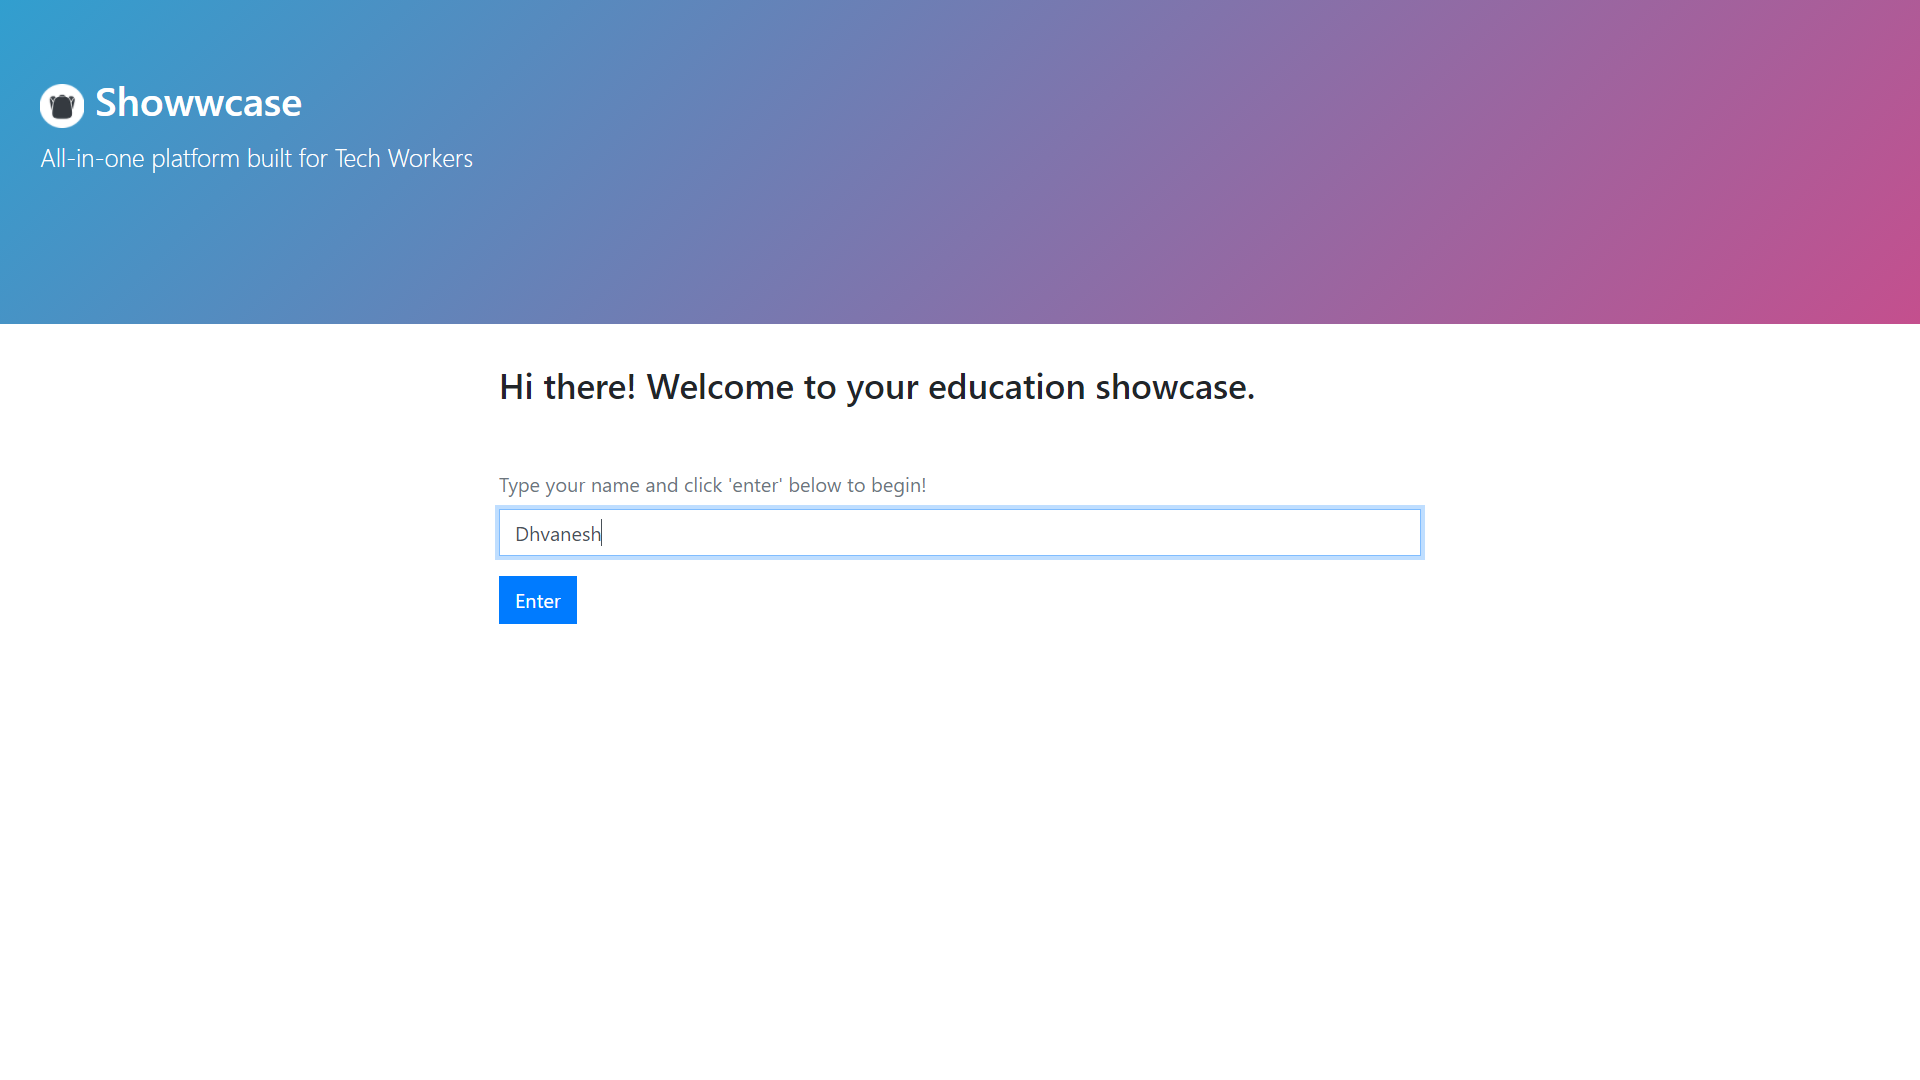 Showwcase
All-in-one platform built for Tech Workers
Hi there! Welcome to your education showcase.
Type your name and click 'enter' below to begin!
Dhvanesh
Enter